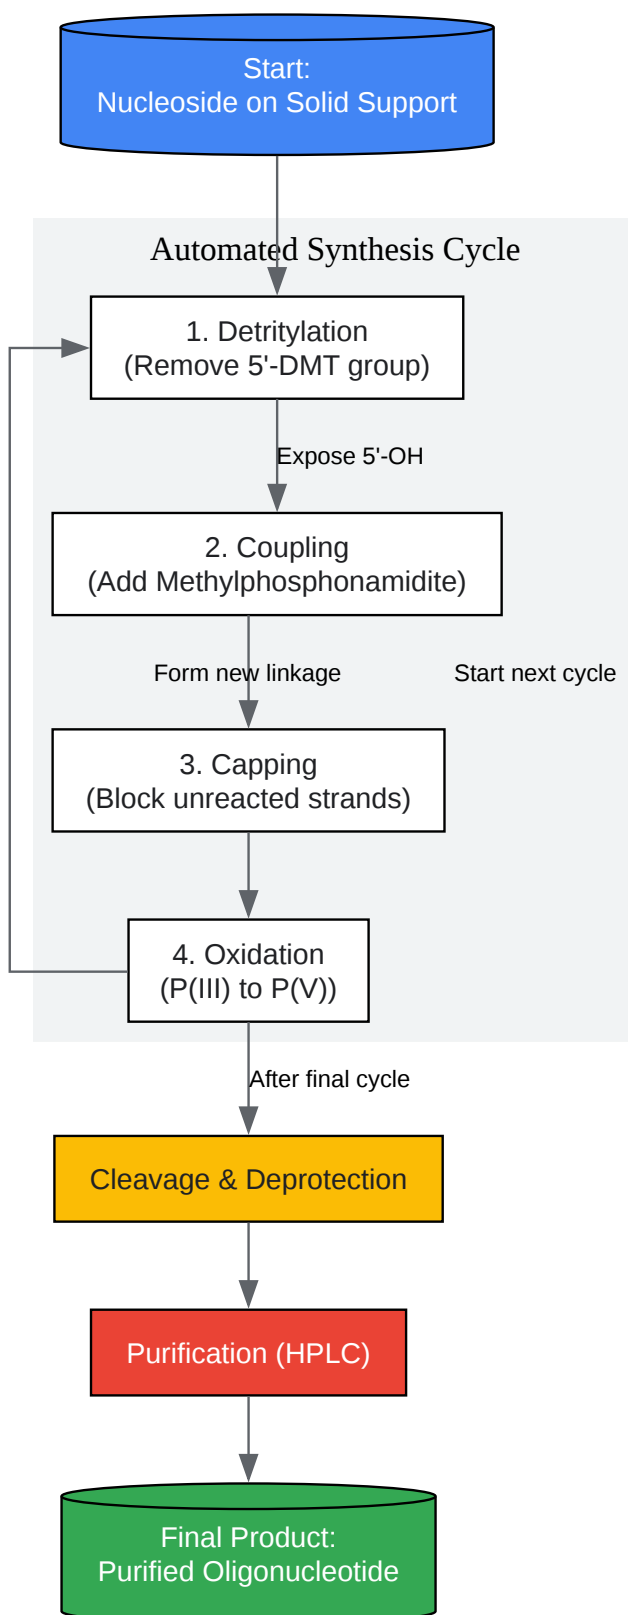 Start:
Nucleoside on Solid Support
Automated Synthesis Cycle
1. Detritylation
(Remove 5'-DMT group)
Expose 5'-OH
2. Coupling
(Add Methylphosphonamidite)
Form new linkage
Start next cycle
3. Capping
(Block unreacted strands)
4. Oxidation
(P(III) to P(V))
After final cycle
Cleavage & Deprotection
Purification (HPLC)
Final Product:
Purified Oligonucleotide